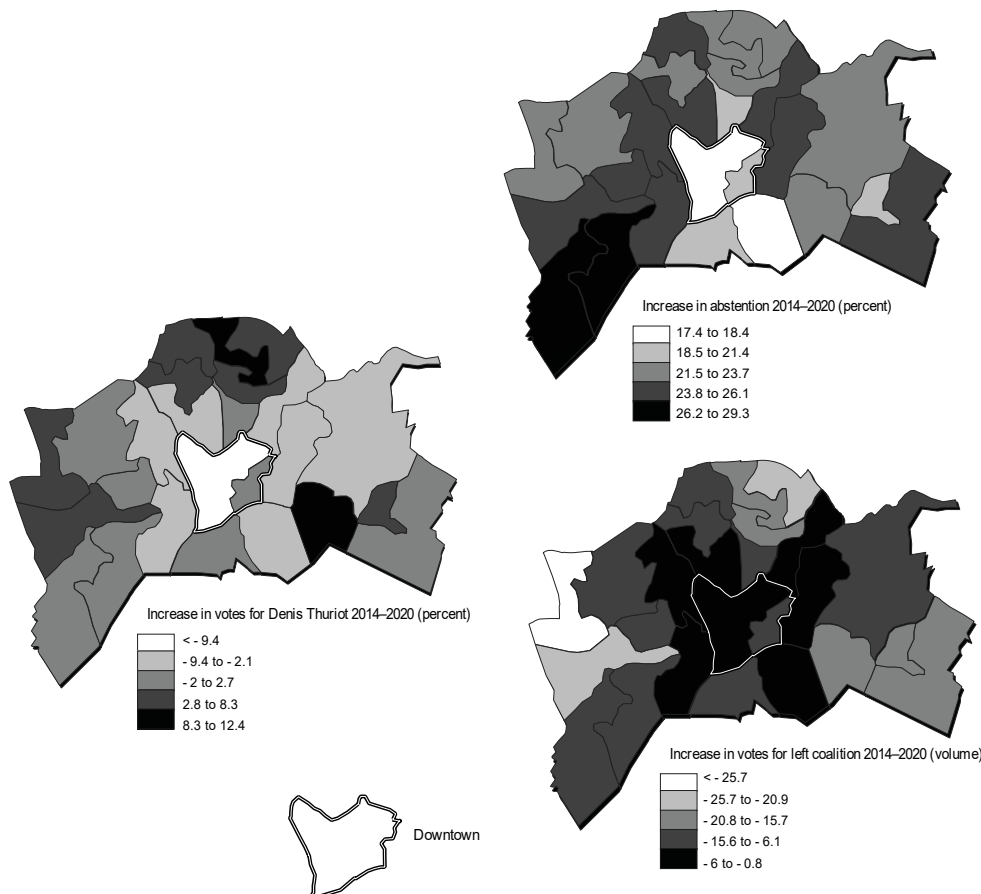 Increase in abstention 2014–2020 (percent)
17.4 to 18.4
18.5 to 21.4
21.5 to 23.7
23.8 to 26.1
26.2 to 29.3
Increase in votes for Denis Thuriot 2014–2020 (percent)
< - 9.4
- 9.4 to - 2.1
- 2 to 2.7
2.8 to 8.3
8.3 to 12.4
Increase in votes for left coalition 2014–2020 (volume)
< - 25.7
- 25.7 to - 20.9
- 20.8 to - 15.7
- 15.6 to - 6.1
- 6 to - 0.8
Downtown